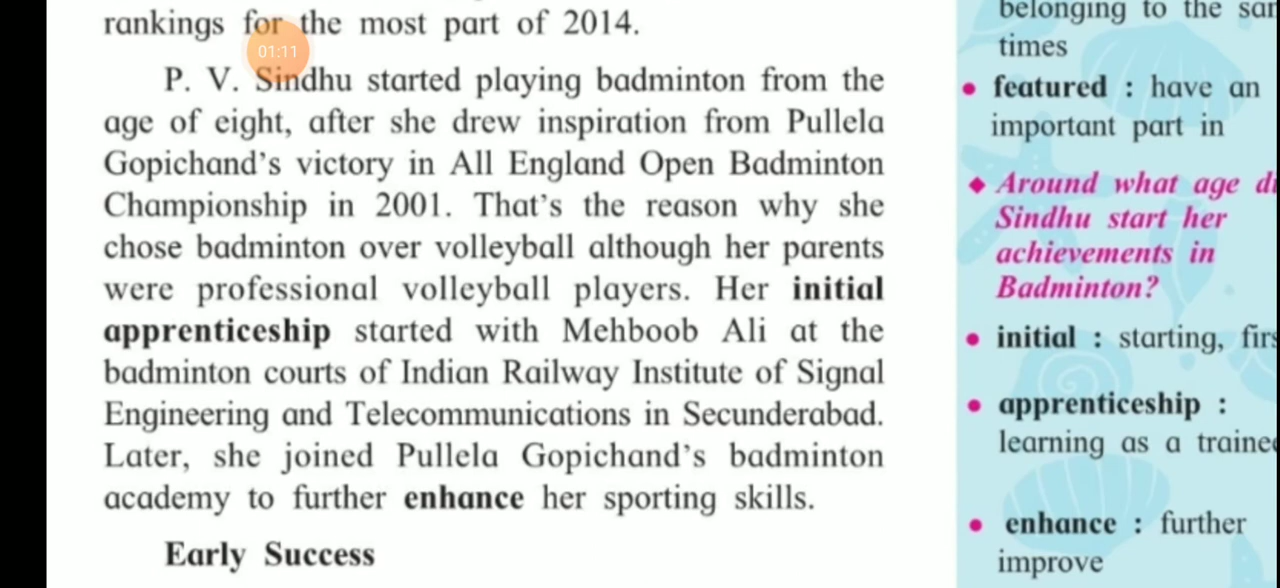 rankings for the most part of 2014.
01:11
P. V. Sindhu started playing badminton from the
age of eight, after she drew inspiration from Pullela
Gopichand's victory in All England Open Badminton
Championship in 2001. That's the reason why she
chose badminton over volleyball although her parents
were professional volleyball players. Her initial
apprenticeship started with Mehboob Ali at the
badminton courts of Indian Railway Institute of Signal
Engineering and Telecommunications in Secunderabad.
Later, she joined Pullela Gopichand's badminton
academy to further enhance her sporting skills.
Early Success
belonging to the
times
• featured : have an
important part in
◆ Around what age
Sindhu start her
achievements in
Badminton?
• initial : starting,
• apprenticeship :
learning as a trainee
• enhance : further
improve